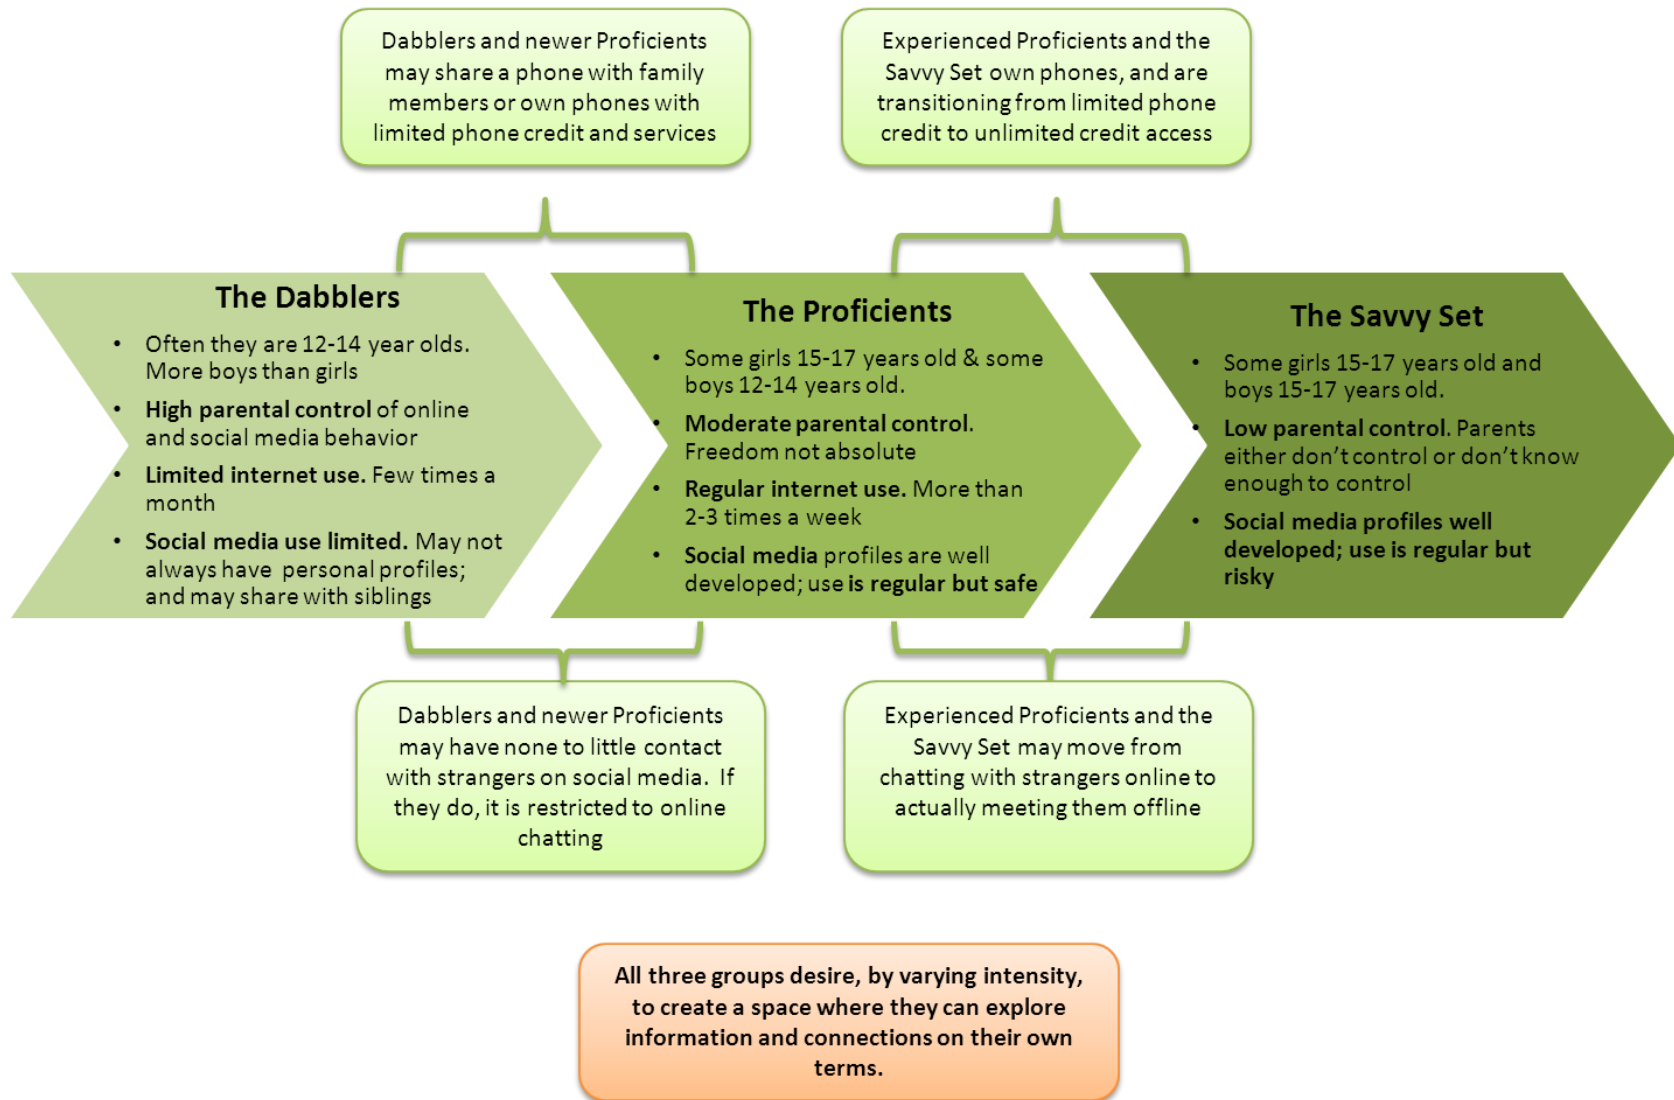 Dabblers and newer Proficients
may share a phone with family
members or own phones with
limited phone credit and services
Experienced Proficients and the
Savvy Set own phones, and are
transitioning from limited phone
credit to unlimited credit access
The Dabblers
• Often they are 12-14 year olds.
More boys than girls
• High parental control of online
and social media behavior
• Limited internet use. Few times a
month
• Social media use limited. May not
always have personal profiles;
and may share with siblings
The Proficients
• Some girls 15-17 years old & some
boys 12-14 years old.
• Moderate parental control.
Freedom not absolute
• Regular internet use. More than
2-3 times a week
• Social media profiles are well
developed; use is regular but safe
The Savvy Set
• Some girls 15-17 years old and
boys 15-17 years old.
• Low parental control. Parents
either don’t control or don’t know
enough to control
• Social media profiles well
developed; use is regular but
risky
Dabblers and newer Proficients
may have none to little contact
with strangers on social media. If
they do, it is restricted to online
chatting
Experienced Proficients and the
Savvy Set may move from
chatting with strangers online to
actually meeting them offline
All three groups desire, by varying intensity,
to create a space where they can explore
information and connections on their own
terms.